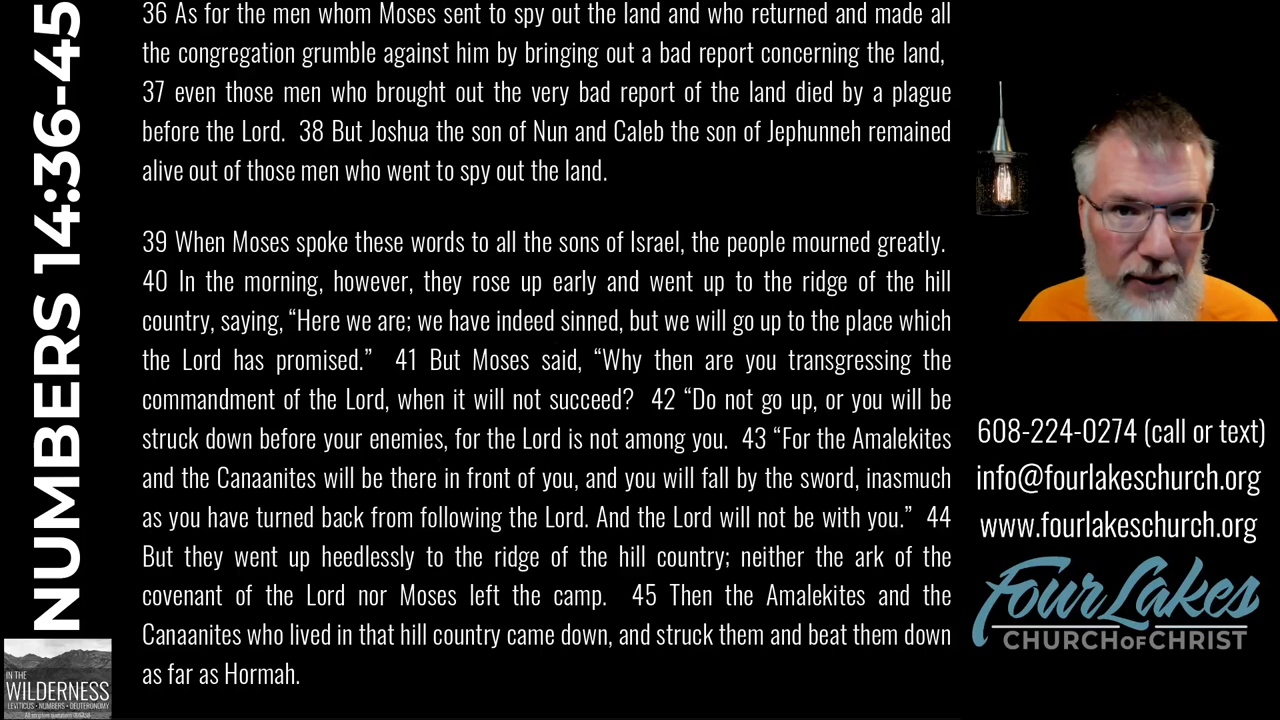 NUMBERS 14:36-45
36 As for the men whom Moses sent to spy out the land and who returned and made all
the congregation grumble against him by bringing out a bad report concerning the land,
37 even those men who brought out the very bad report of the land died by a plague
before the Lord. 38 But Joshua the son of Nun and Caleb the son of Jephunneh remained
alive out of those men who went to spy out the land.
39 When Moses spoke these words to all the sons of Israel, the people mourned greatly.
40 In the morning, however, they rose up early and went up to the ridge of the hill
country, saying, “Here we are; we have indeed sinned, but we will go up to the place which
the Lord has promised.” 41 But Moses said, “Why then are you transgressing the
commandment of the Lord, when it will not succeed? 42 “Do not go up, or you will be
struck down before your enemies, for the Lord is not among you. 43 “For the Amalekites
and the Canaanites will be there in front of you, and you will fall by the sword, inasmuch
as you have turned back from following the Lord. And the Lord will not be with you.” 44
But they went up heedlessly to the ridge of the hill country; neither the ark of the
covenant of the Lord nor Moses left the camp. 45 Then the Amalekites and the
Canaanites who lived in that hill country came down, and struck them and beat them down
as far as Hormah.
608-224-0274 (call or text)
info@fourlakeschurch.org
www.fourlakeschurch.org
Four Lakes
CHURCH OF CHRIST
IN THE
WILDERNESS
LEVITICUS • NUMBERS • DEUTERONOMY